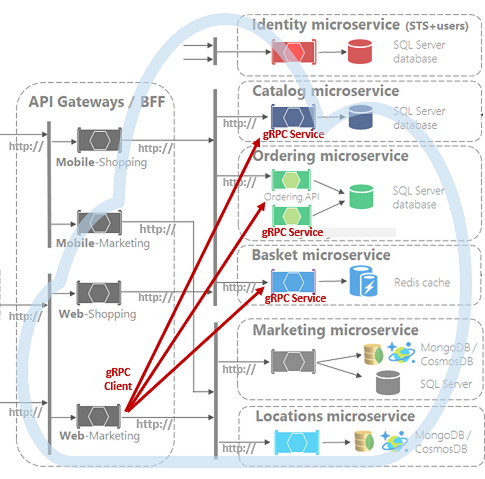 Identity microservice (STS+users)
SQL Server
database
Catalog microservice
API Gateways / BFF
SQL Server
database
http://
gRPC Service
http://
http://
Mobile-Shopping
Ordering microservice
http://
Ordering.API
SQL Server
database
http://
gRPC Service
Mobile-Marketing
Basket microservice
http://
http://
http://
Redis cache
gRPC Service
Web-Shopping
Marketing microservice
MongoDB /
CosmosDB
http://
gRPC
Client
SQL Server
http://
Locations microservice
http://
Web-Marketing
http://
MongoDB /
CosmosDB